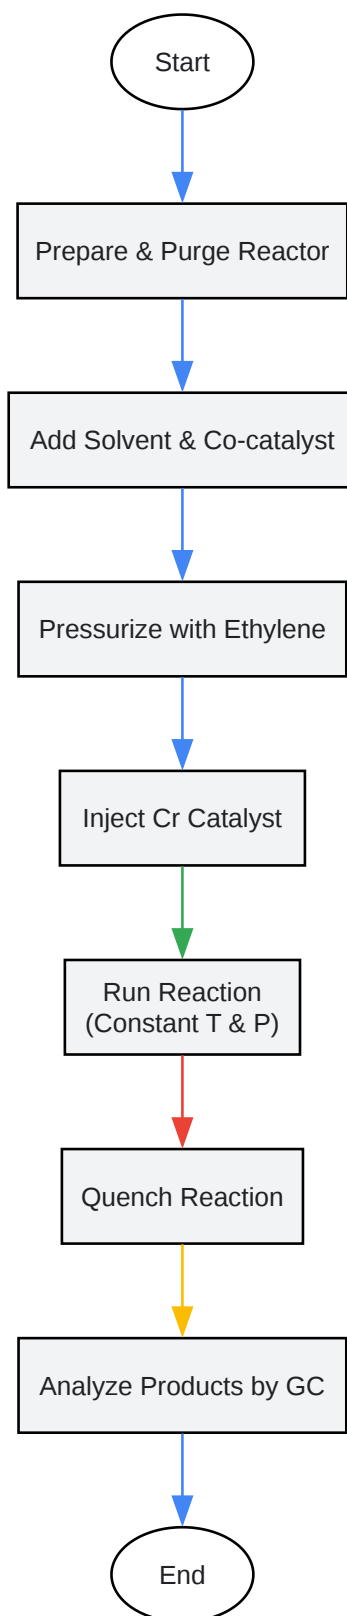 Start
Prepare & Purge Reactor
Add Solvent & Co-catalyst
Pressurize with Ethylene
Inject Cr Catalyst
Run Reaction
(Constant T & P)
Quench Reaction
Analyze Products by GC
End